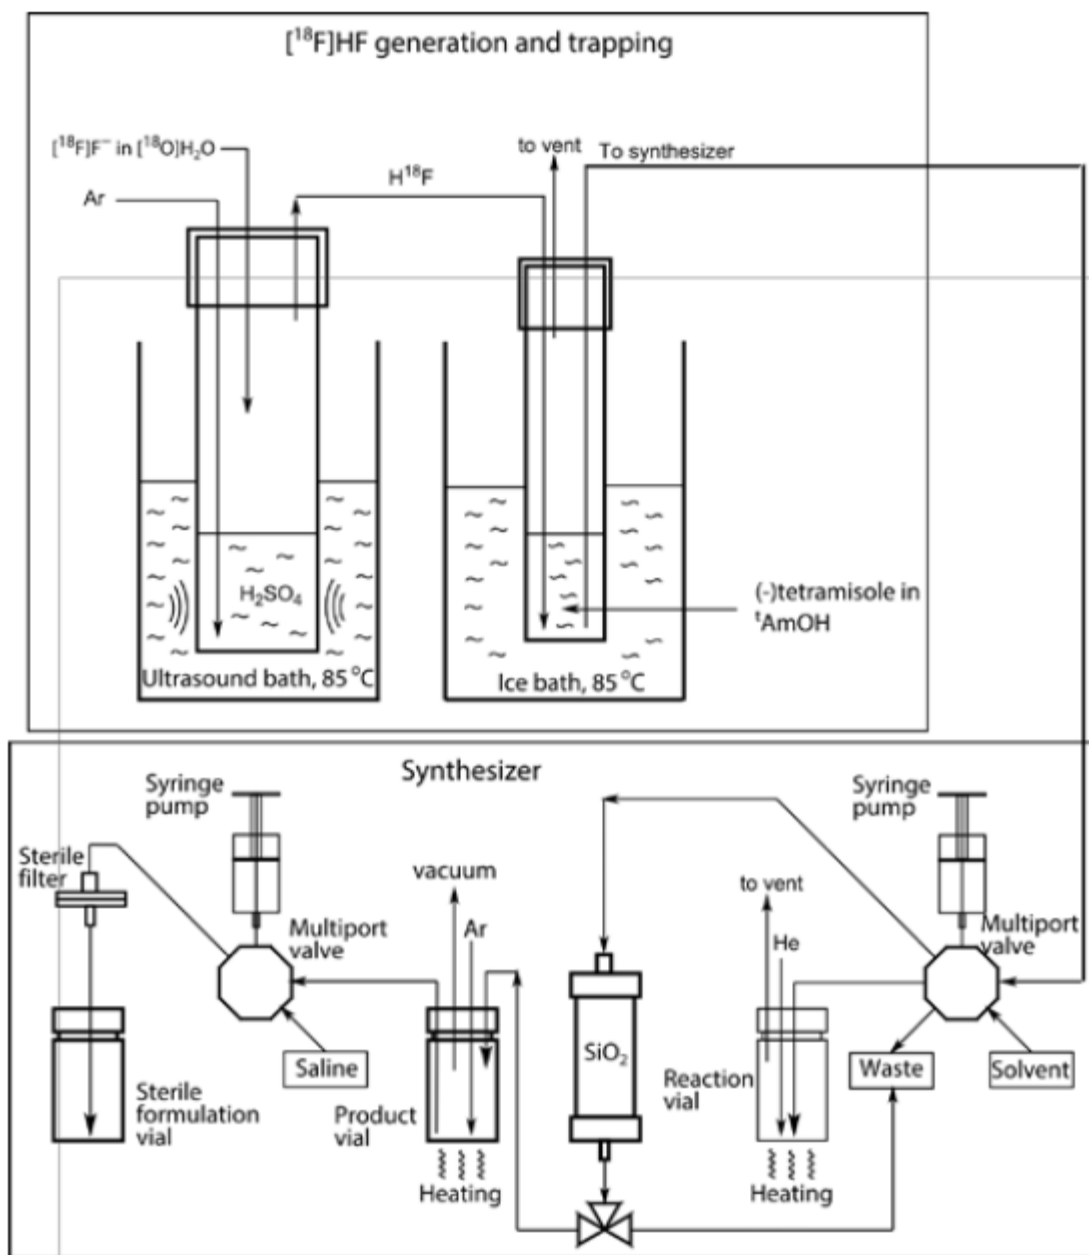 [¹⁸F]HF generation and trapping
[¹⁸F]F⁻ in [¹⁸O]H₂O
Ar
H¹⁸F
to vent
To synthesizer
H₂SO₄
(-)tetramisole in
ᵗAmOH
Ultrasound bath, 85 °C
Ice bath, 85 °C
Synthesizer
Syringe
pump
Syringe
pump
Sterile
filter
vacuum
to vent
Multiport
valve
Ar
He
Multiport
valve
SiO₂
Saline
Waste
Solvent
Sterile
formulation
vial
Product
vial
Reaction
vial
Heating
Heating